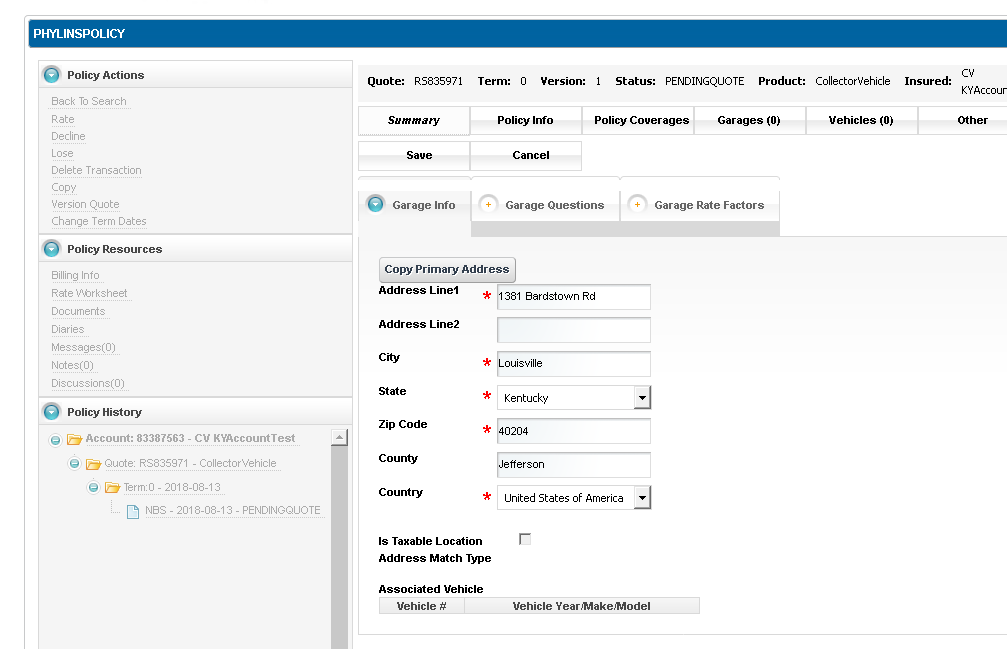 PHYLINSPOLICY
Policy Actions
Back To Search
Rate
Decline
Lose
Delete Transaction
Copy
Version Quote
Change Term Dates
Policy Resources
Billing Info
Rate Worksheet
Documents
Diaries
Messages(0)
Notes(0)
Discussions(0)
Policy History
Account: 83387563 - CV KYAccountTest
Quote: RS835971 - CollectorVehicle
Term:0 - 2018-08-13
NBS - 2018-08-13 - PENDINGQUOTE
Quote: RS835971 Term: 0 Version: 1 Status: PENDINGQUOTE Product: CollectorVehicle Insured: CV
KYAccoun
Summary Policy Info Policy Coverages Garages (0) Vehicles (0) Other
Save Cancel
Garage Info Garage Questions Garage Rate Factors
Copy Primary Address
Address Line1 * 1381 Bardstown Rd
Address Line2
City * Louisville
State * Kentucky
Zip Code * 40204
County Jefferson
Country * United States of America
Is Taxable Location
Address Match Type
Associated Vehicle
Vehicle # Vehicle Year/Make/Model